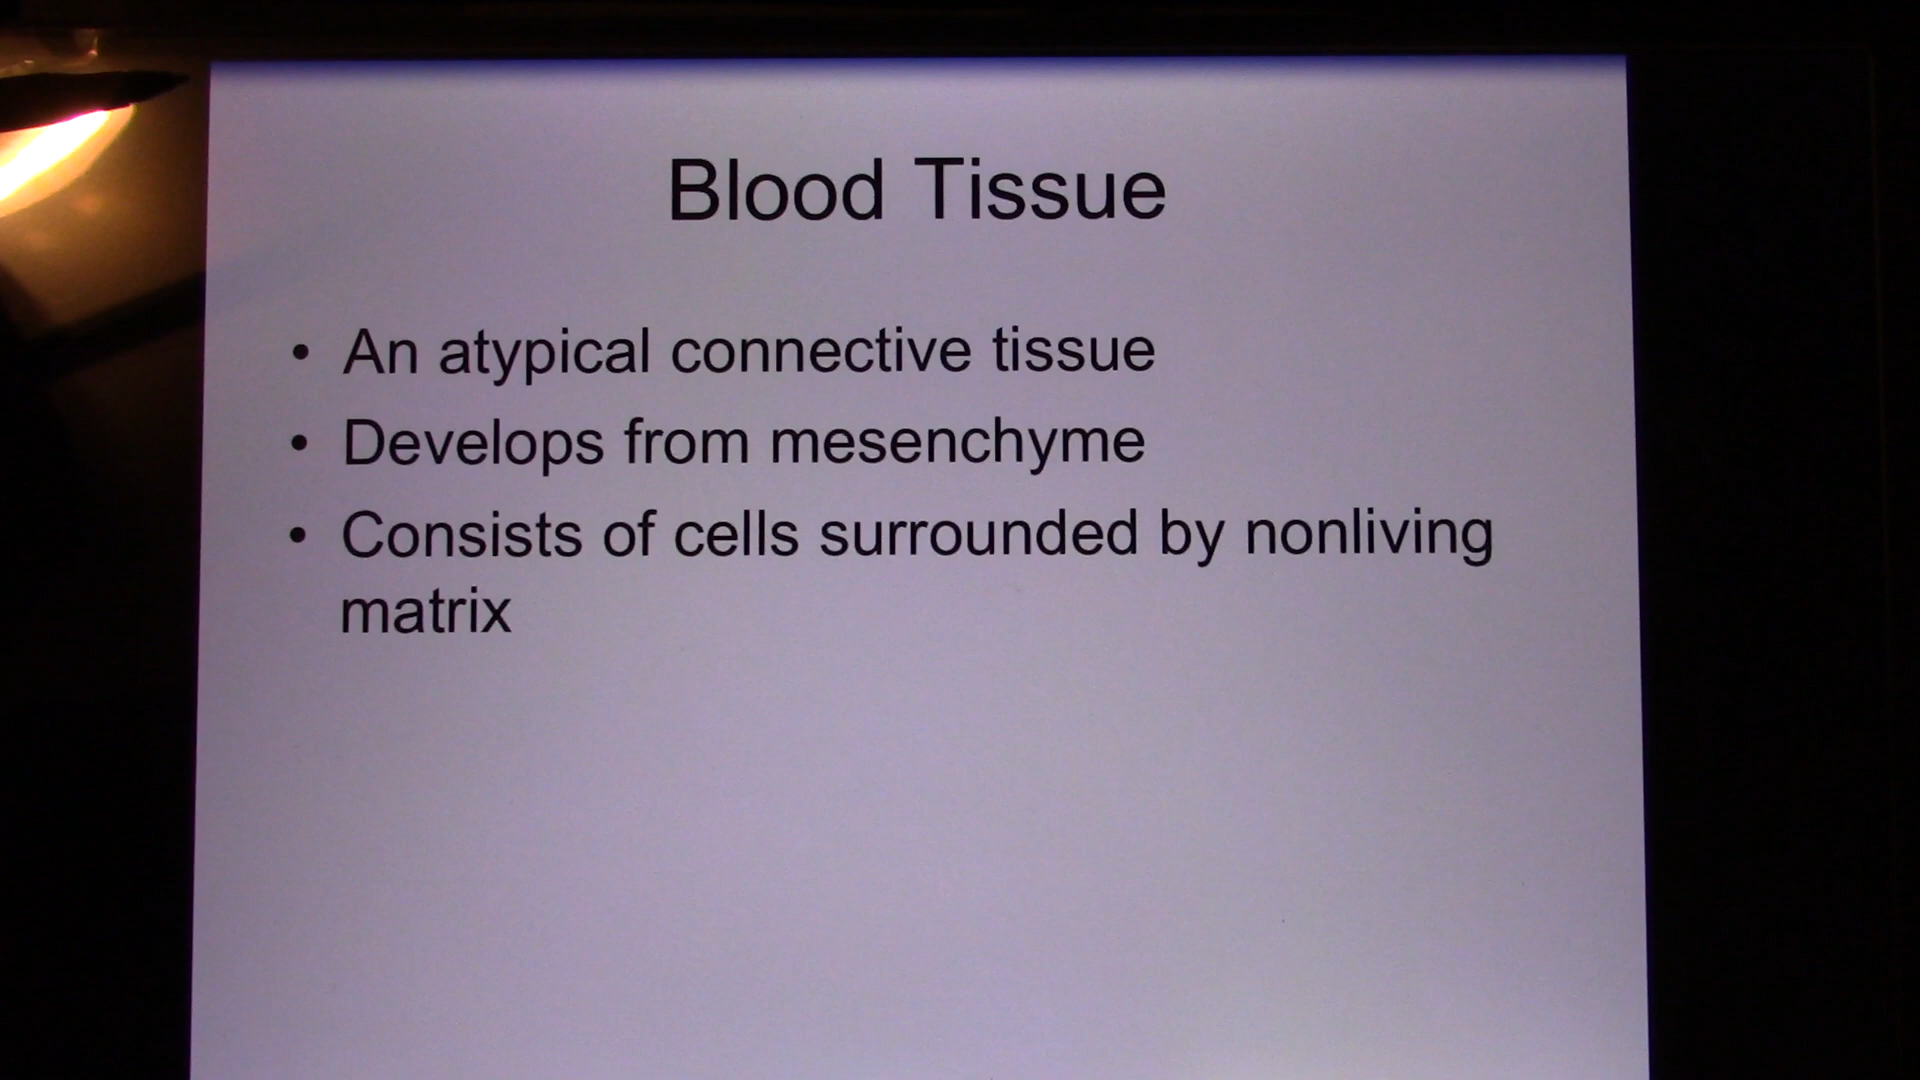 Blood Tissue
• An atypical connective tissue
• Develops from mesenchyme
• Consists of cells surrounded by nonliving
matrix